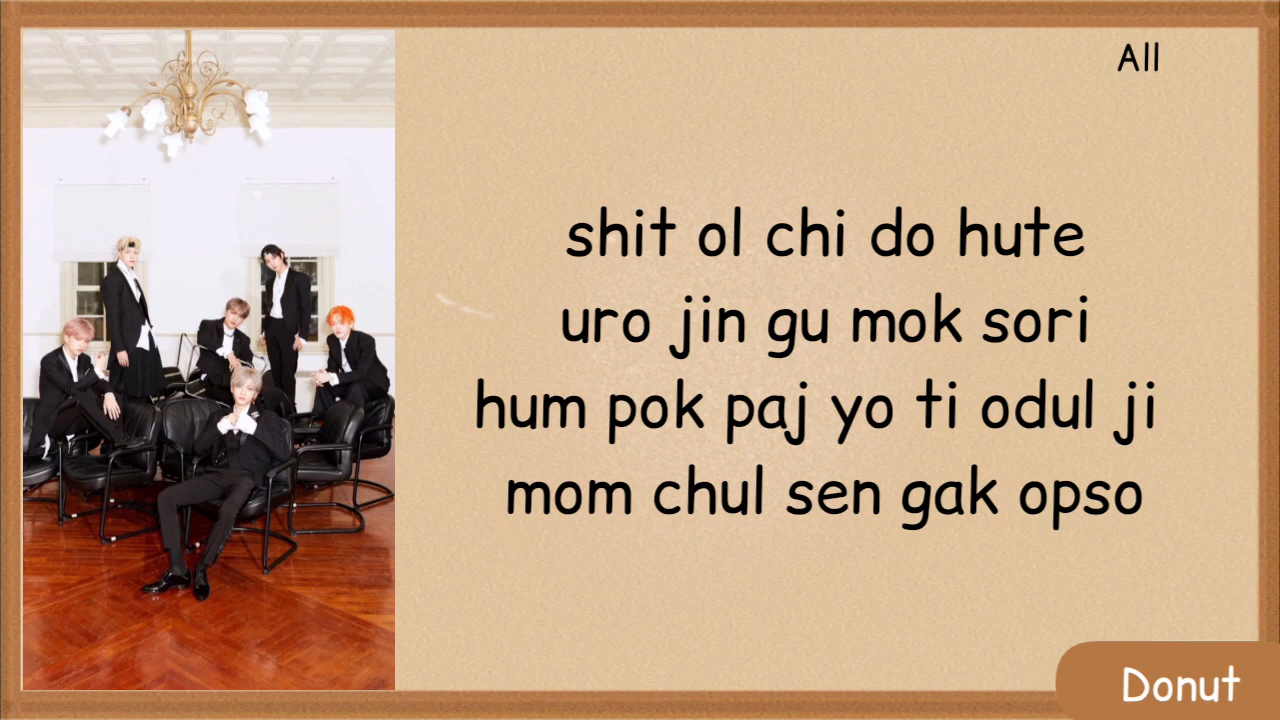 All
shit ol chi do hute
uro jin gu mok sori
hum pok paj yo ti odul ji
mom chul sen gak opso
Donut